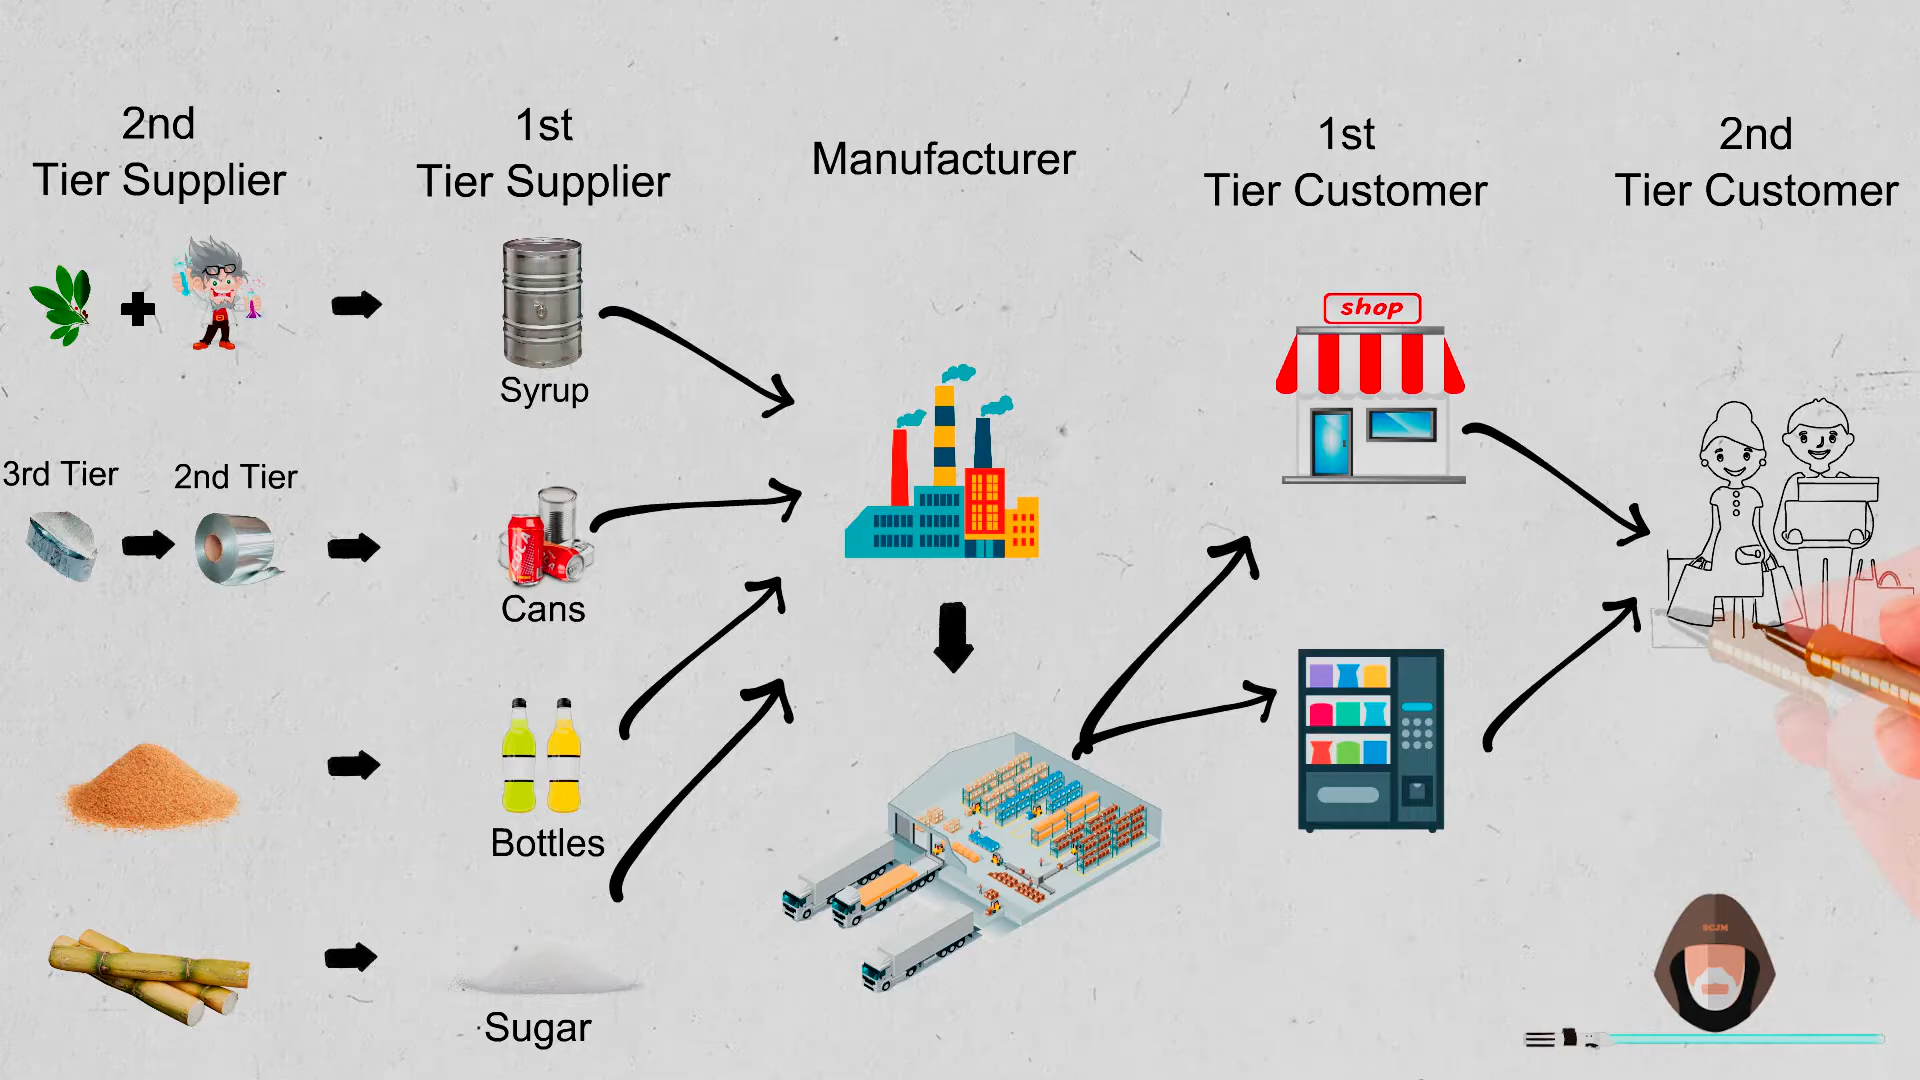 2nd
Tier Supplier
1st
Tier Supplier
Manufacturer
1st
Tier Customer
2nd
Tier Customer
shop
Syrup
3rd Tier
2nd Tier
Cans
Bottles
Sugar
SCJM